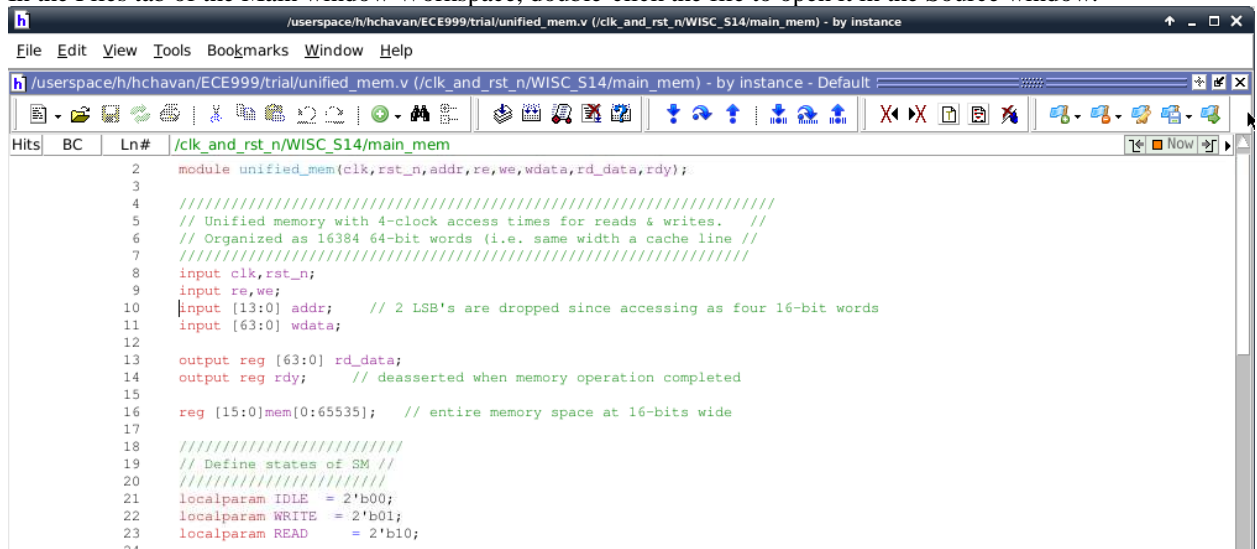 In the Files tab of the Main window Workspace, double-click the file to open it in the Source window.
/userspace/h/hchavan/ECE999/trial/unified_mem.v (/clk_and_rst_n/WISC_S14/main_mem) - by instance
File Edit View Tools Bookmarks Window Help
/userspace/h/hchavan/ECE999/trial/unified_mem.v (/clk_and_rst_n/WISC_S14/main_mem) - by instance - Default
Now
Hits BC Ln# /clk_and_rst_n/WISC_S14/main_mem
2 module unified_mem(clk,rst_n,addr,re,we,wdata,rd_data,rdy);
3
4 /////////////////////////////////////////////////////////////////////
5 // Unified memory with 4-clock access times for reads & writes. //
6 // Organized as 16384 64-bit words (i.e. same width a cache line //
7 //////////////////////////////////////////////////////////////////
8 input clk,rst_n;
9 input re,we;
10 input [13:0] addr; // 2 LSB's are dropped since accessing as four 16-bit words
11 input [63:0] wdata;
12
13 output reg [63:0] rd_data;
14 output reg rdy; // deasserted when memory operation completed
15
16 reg [15:0]mem[0:65535]; // entire memory space at 16-bits wide
17
18 //////////////////////////
19 // Define states of SM //
20 ////////////////////////
21 localparam IDLE = 2'b00;
22 localparam WRITE = 2'b01;
23 localparam READ = 2'b10;